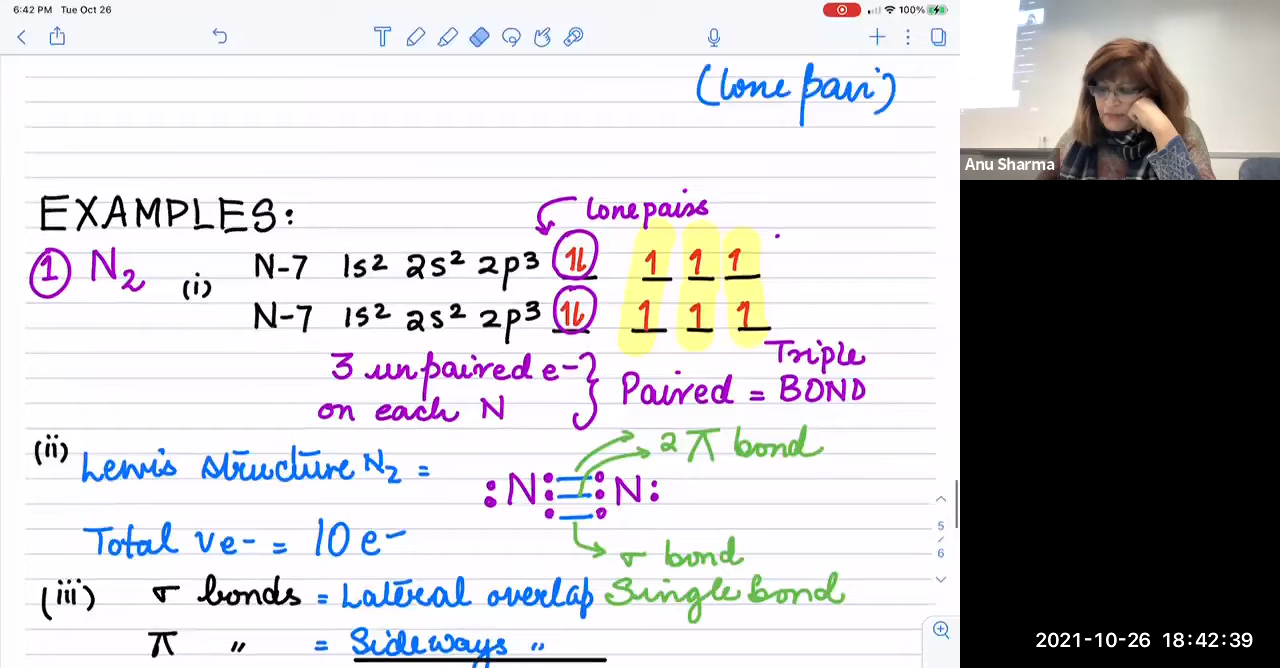 6:42 PM Tue Oct 26
100%
(lone pair)
Anu Sharma
EXAMPLES:
lone pairs
1 N2 (i) N-7 1s2 2s2 2p3 1l 1 1 1
N-7 1s2 2s2 2p3 1l 1 1 1
3 unpaired e-
on each N
} Paired = Triple BOND
2 π bond
(ii) Lewis structure N2 = :N:≡:N:
5
/
6
Total ve- = 10 e-
σ bond
(iii) σ bonds = Lateral overlap Single bond
π " = Sideways "
2021-10-26 18:42:39